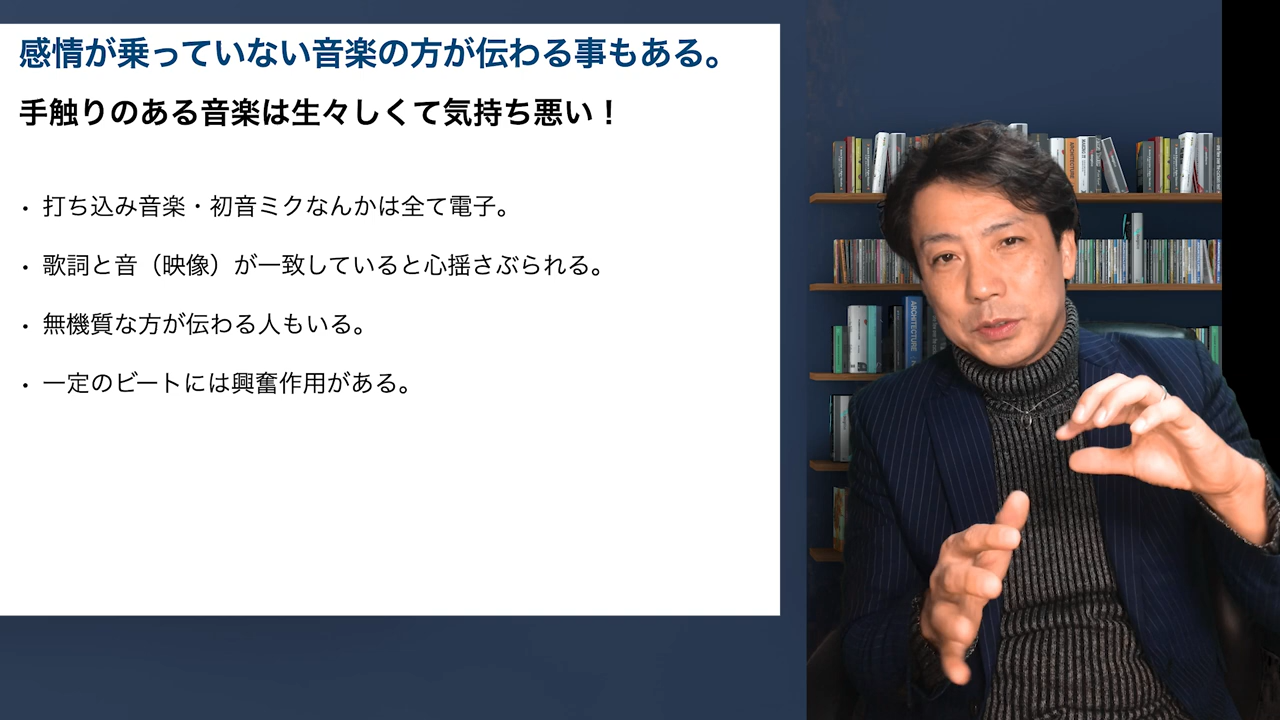 感情が乗っていない音楽の方が伝わる事もある。
手触りのある音楽は生々しくて気持ち悪い！
・打ち込み音楽・初音ミクなんかは全て電子。
・歌詞と音（映像）が一致していると心揺さぶられる。
・無機質な方が伝わる人もいる。
・一定のビートには興奮作用がある。
ARCHITECTURE